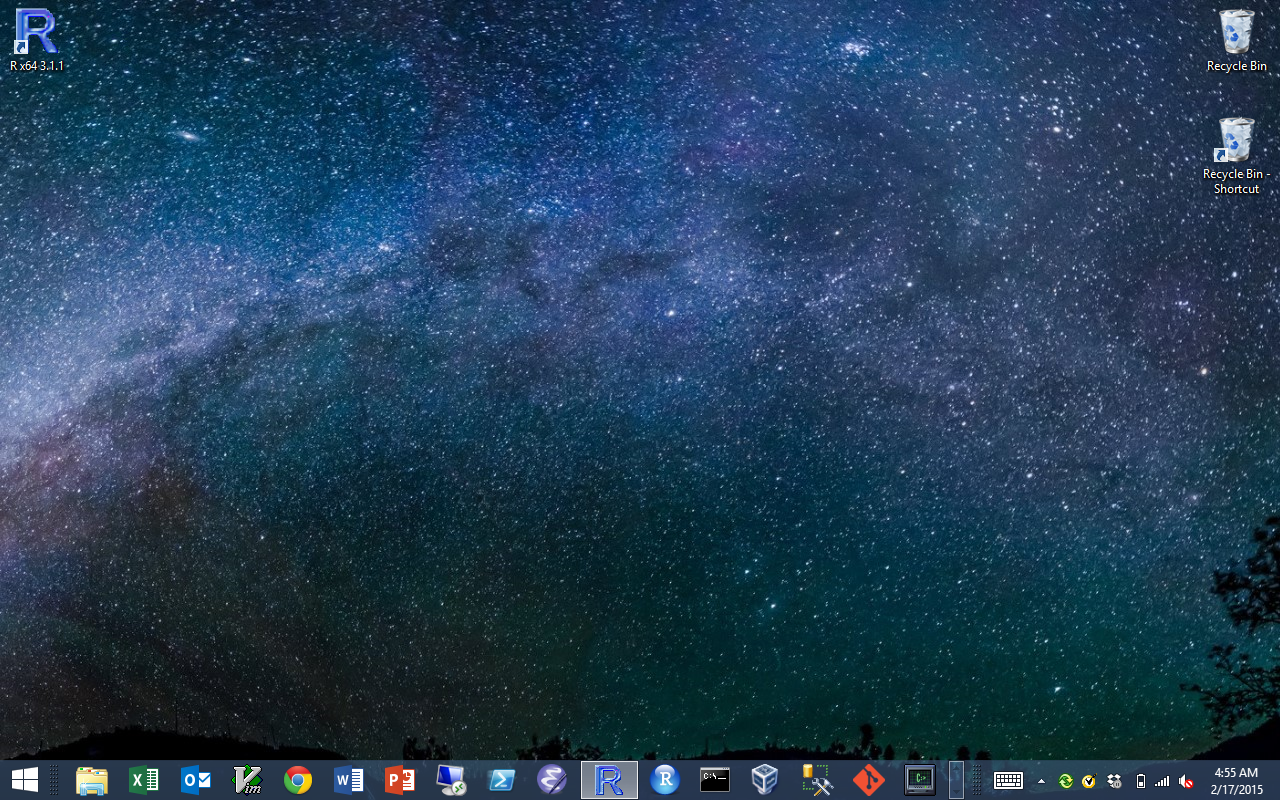 R x64 3.1.1
Recycle Bin
Recycle Bin -
Shortcut
4:55 AM
2/17/2015